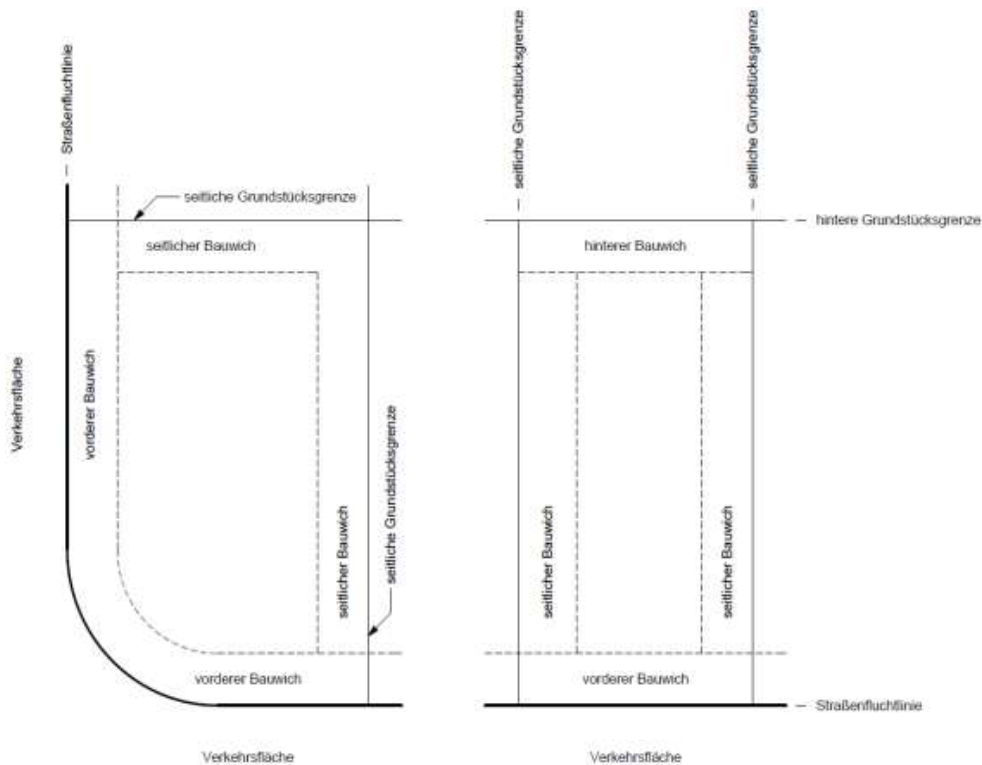 Straßenfluchtlinie
seitliche Grundstücksgrenze
seitlicher Bauwich
Verkehrsfläche
vorderer Bauwich
seitlicher Bauwich
seitliche Grundstücksgrenze
vorderer Bauwich
Verkehrsfläche
seitliche Grundstücksgrenze
seitliche Grundstücksgrenze
hintere Grundstücksgrenze
hinterer Bauwich
seitlicher Bauwich
seitlicher Bauwich
vorderer Bauwich
Straßenfluchtlinie
Verkehrsfläche